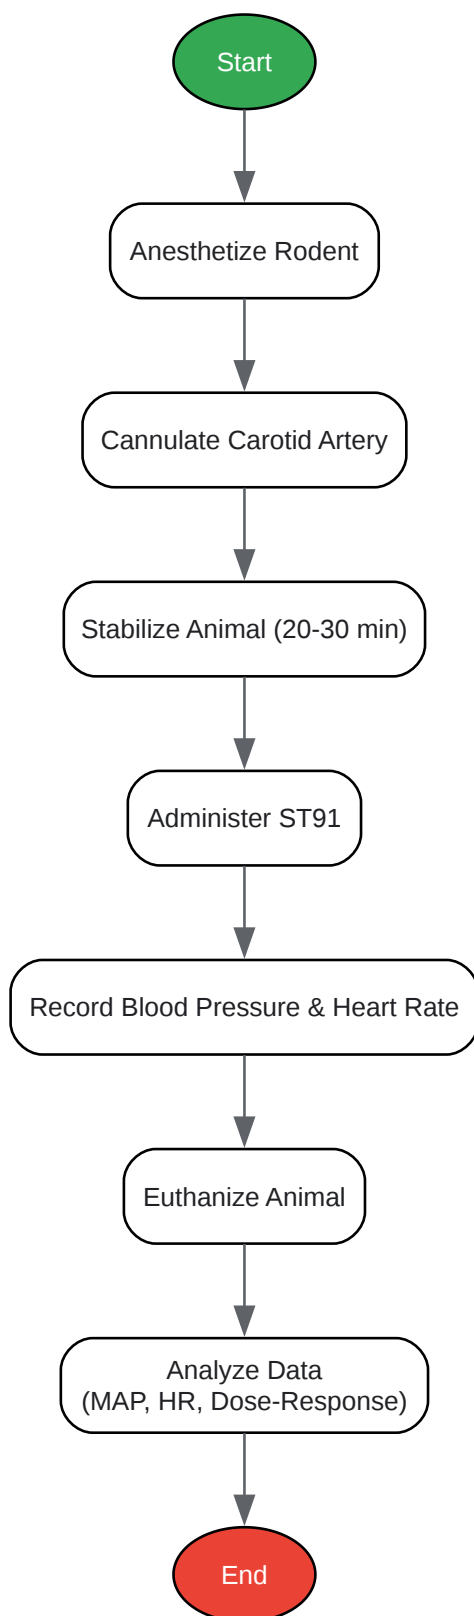 Start
Anesthetize Rodent
Cannulate Carotid Artery
Stabilize Animal (20-30 min)
Administer ST91
Record Blood Pressure & Heart Rate
Euthanize Animal
Analyze Data
(MAP, HR, Dose-Response)
End